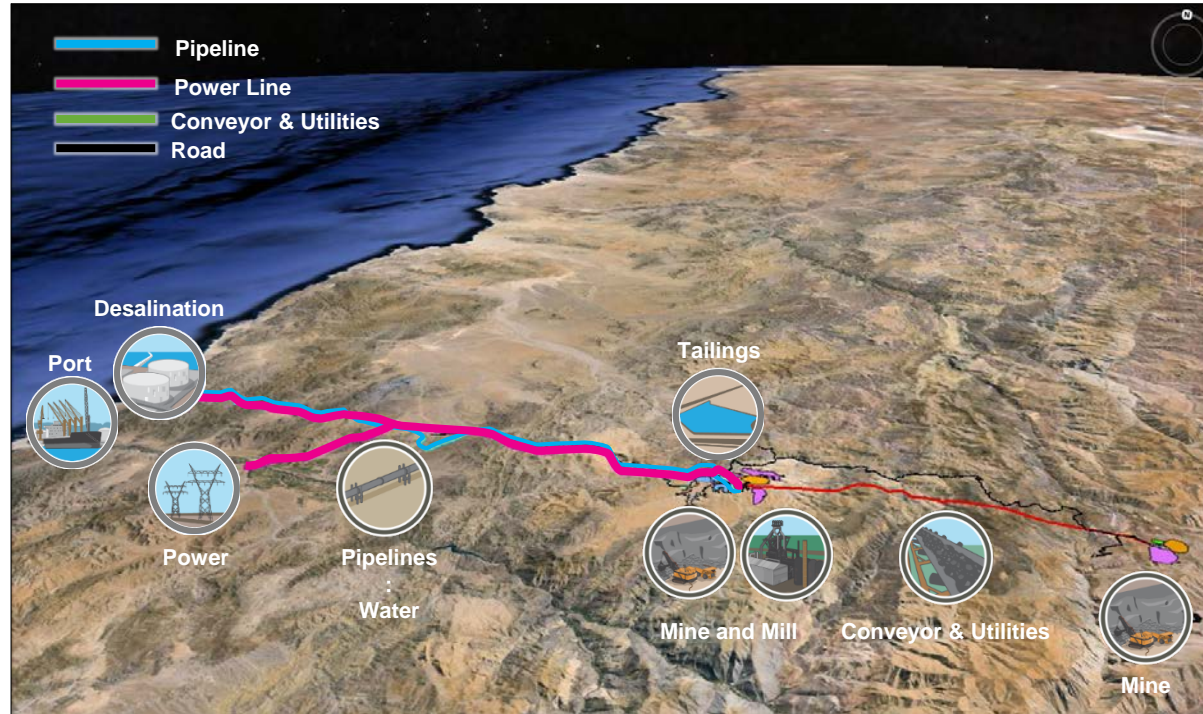 N
Pipeline
Power Line
Conveyor & Utilities
Road
Desalination
Port
Tailings
Power
Pipelines
:
Water
Mine and Mill
Conveyor & Utilities
Mine